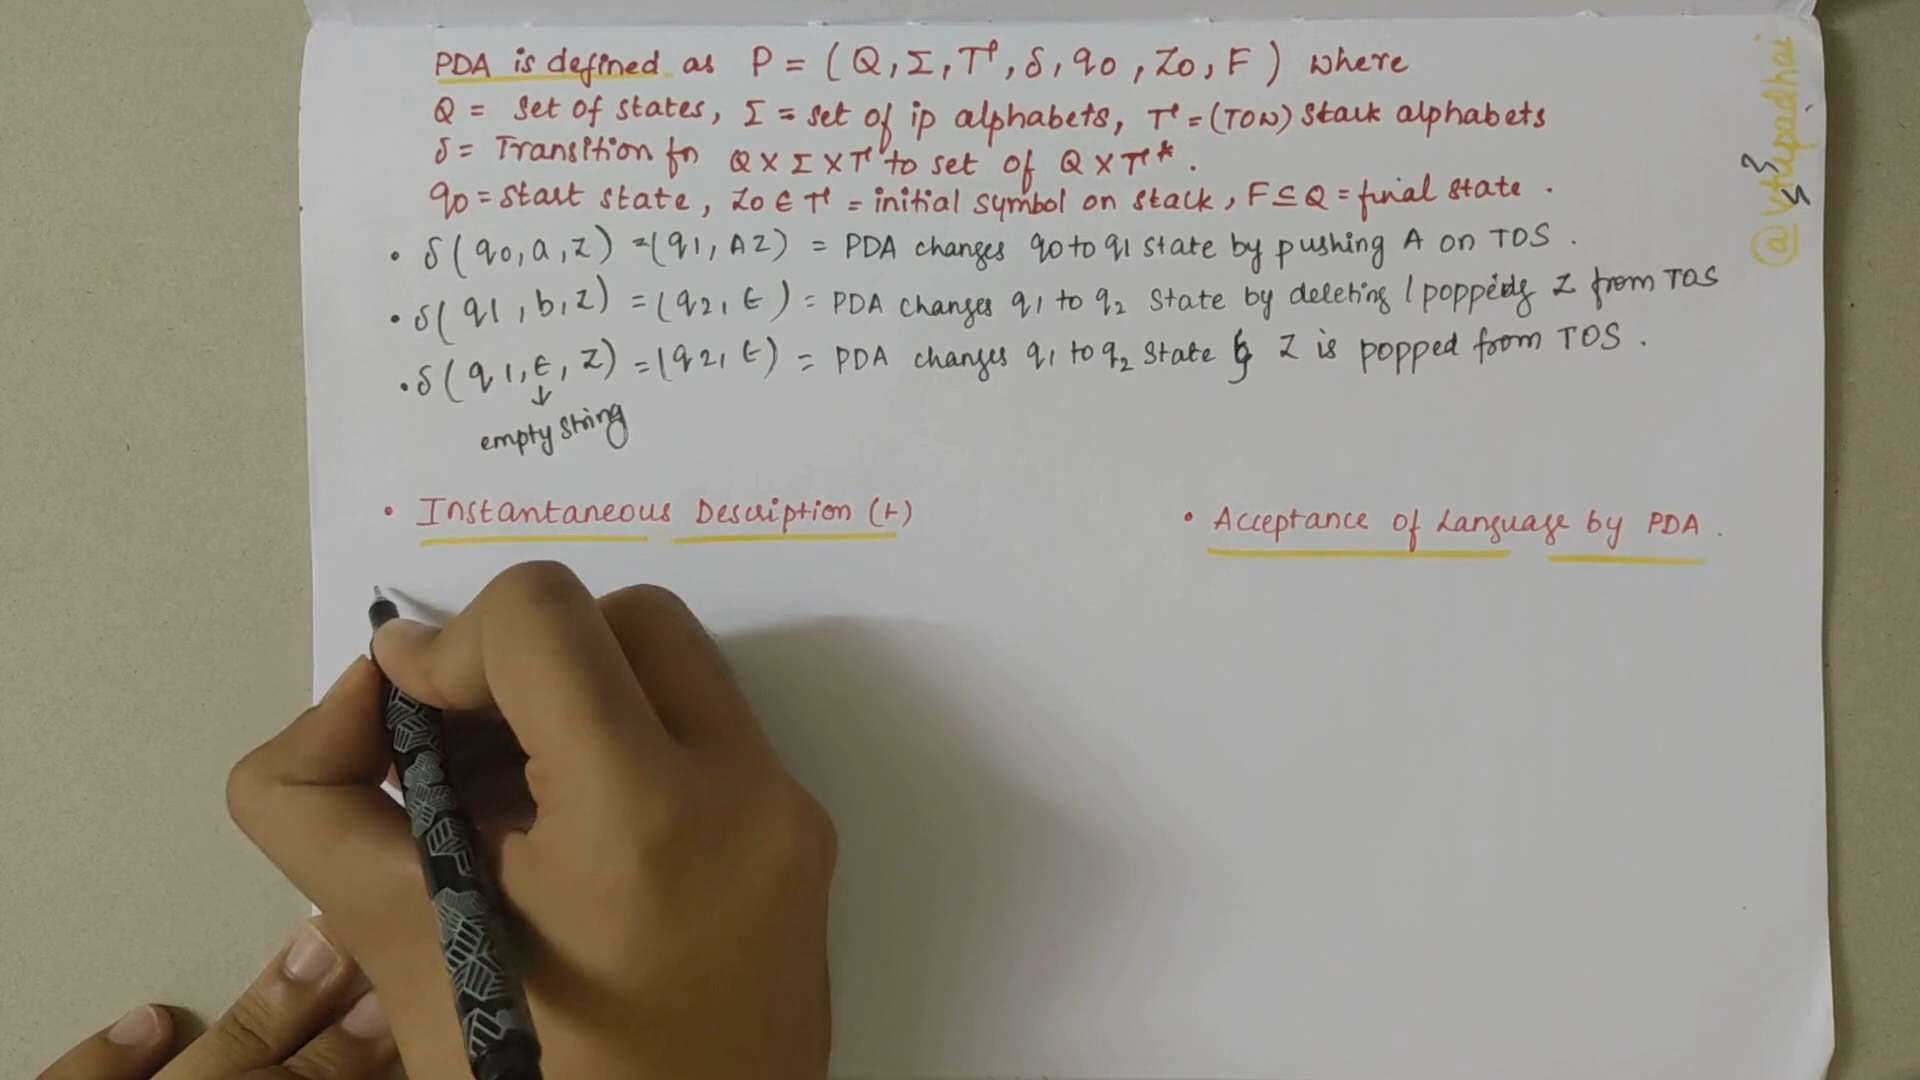 PDA is defined as P = (Q, Σ, Γ, δ, q0, Z0, F) where
Q = set of states, Σ = set of ip alphabets, Γ = (TOW) stack alphabets
δ = Transition fn Q × Σ × Γ to set of Q × Γ*.
q0 = start state, Z0 ∈ Γ = initial symbol on stack, F ⊆ Q = final state.
• δ(q0, a, z) = (q1, AZ) = PDA changes q0 to q1 state by pushing A on TOS.
• δ(q1, b, z) = (q2, ε) = PDA changes q1 to q2 state by deleting / popping Z from TOS
• δ(q1, ε, z) = (q2, ε) = PDA changes q1 to q2 state & Z is popped from TOS.
↓
empty string
• Instantaneous Description (⊢)
• Acceptance of Language by PDA.